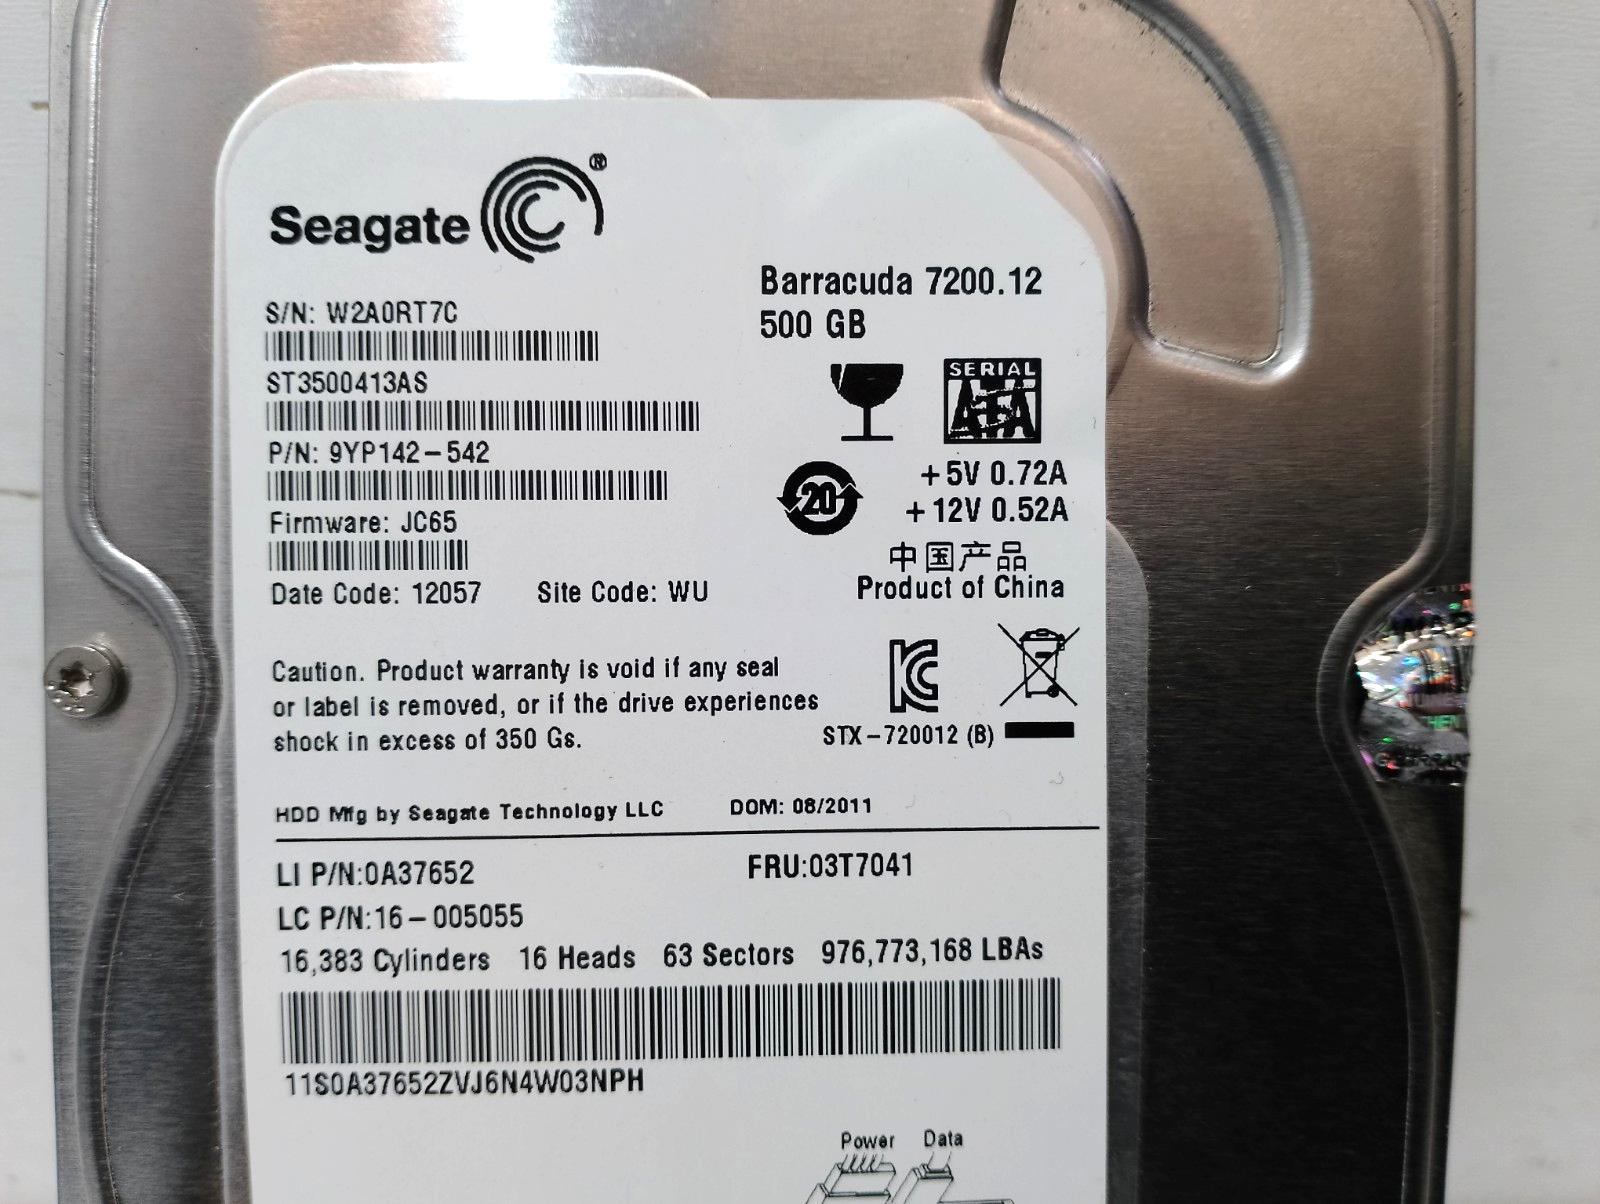 Seagate®
S/N: W2A0RT7C
ST3500413AS
P/N: 9YP142-542
Firmware: JC65
Date Code: 12057 Site Code: WU
Barracuda 7200.12
500 GB
SERIAL
ATA
20
+5V 0.72A
+12V 0.52A
中国产品
Product of China
Caution. Product warranty is void if any seal
or label is removed, or if the drive experiences
shock in excess of 350 Gs.
STX-720012 (B)
HDD Mfg by Seagate Technology LLC DOM: 08/2011
LI P/N:0A37652 FRU:03T7041
LC P/N:16-005055
16,383 Cylinders 16 Heads 63 Sectors 976,773,168 LBAs
11S0A37652ZVJ6N4W03NPH
Power Data